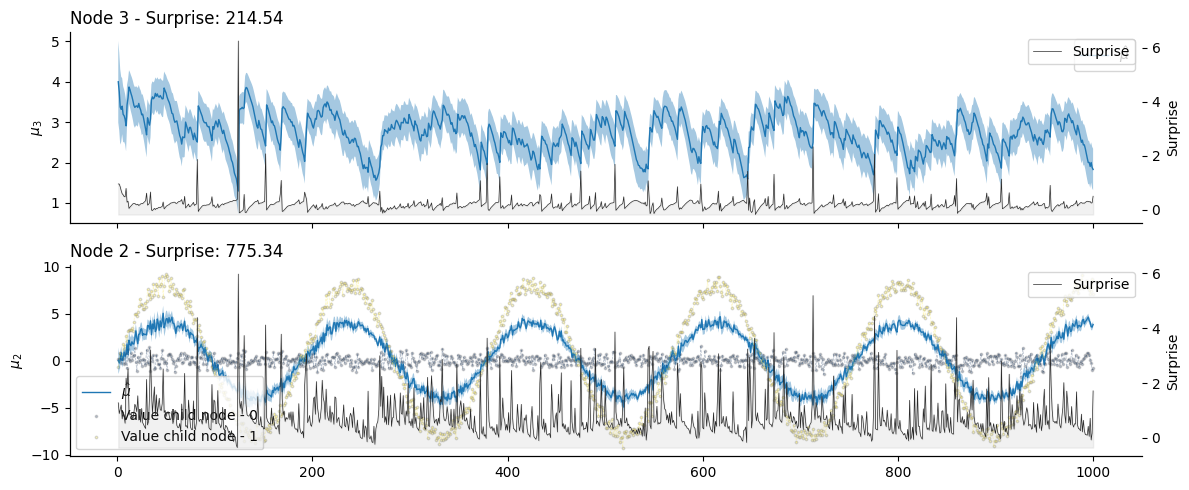 Node 3 - Surprise: 214.54
5
4
3
2
1
μ3
Surprise
6
4
2
0
Surprise
Node 2 - Surprise: 775.34
10
5
0
−5
−10
μ2
μ
Value child node - 0
Value child node - 1
Surprise
6
4
2
0
Surprise
0
200
400
600
800
1000